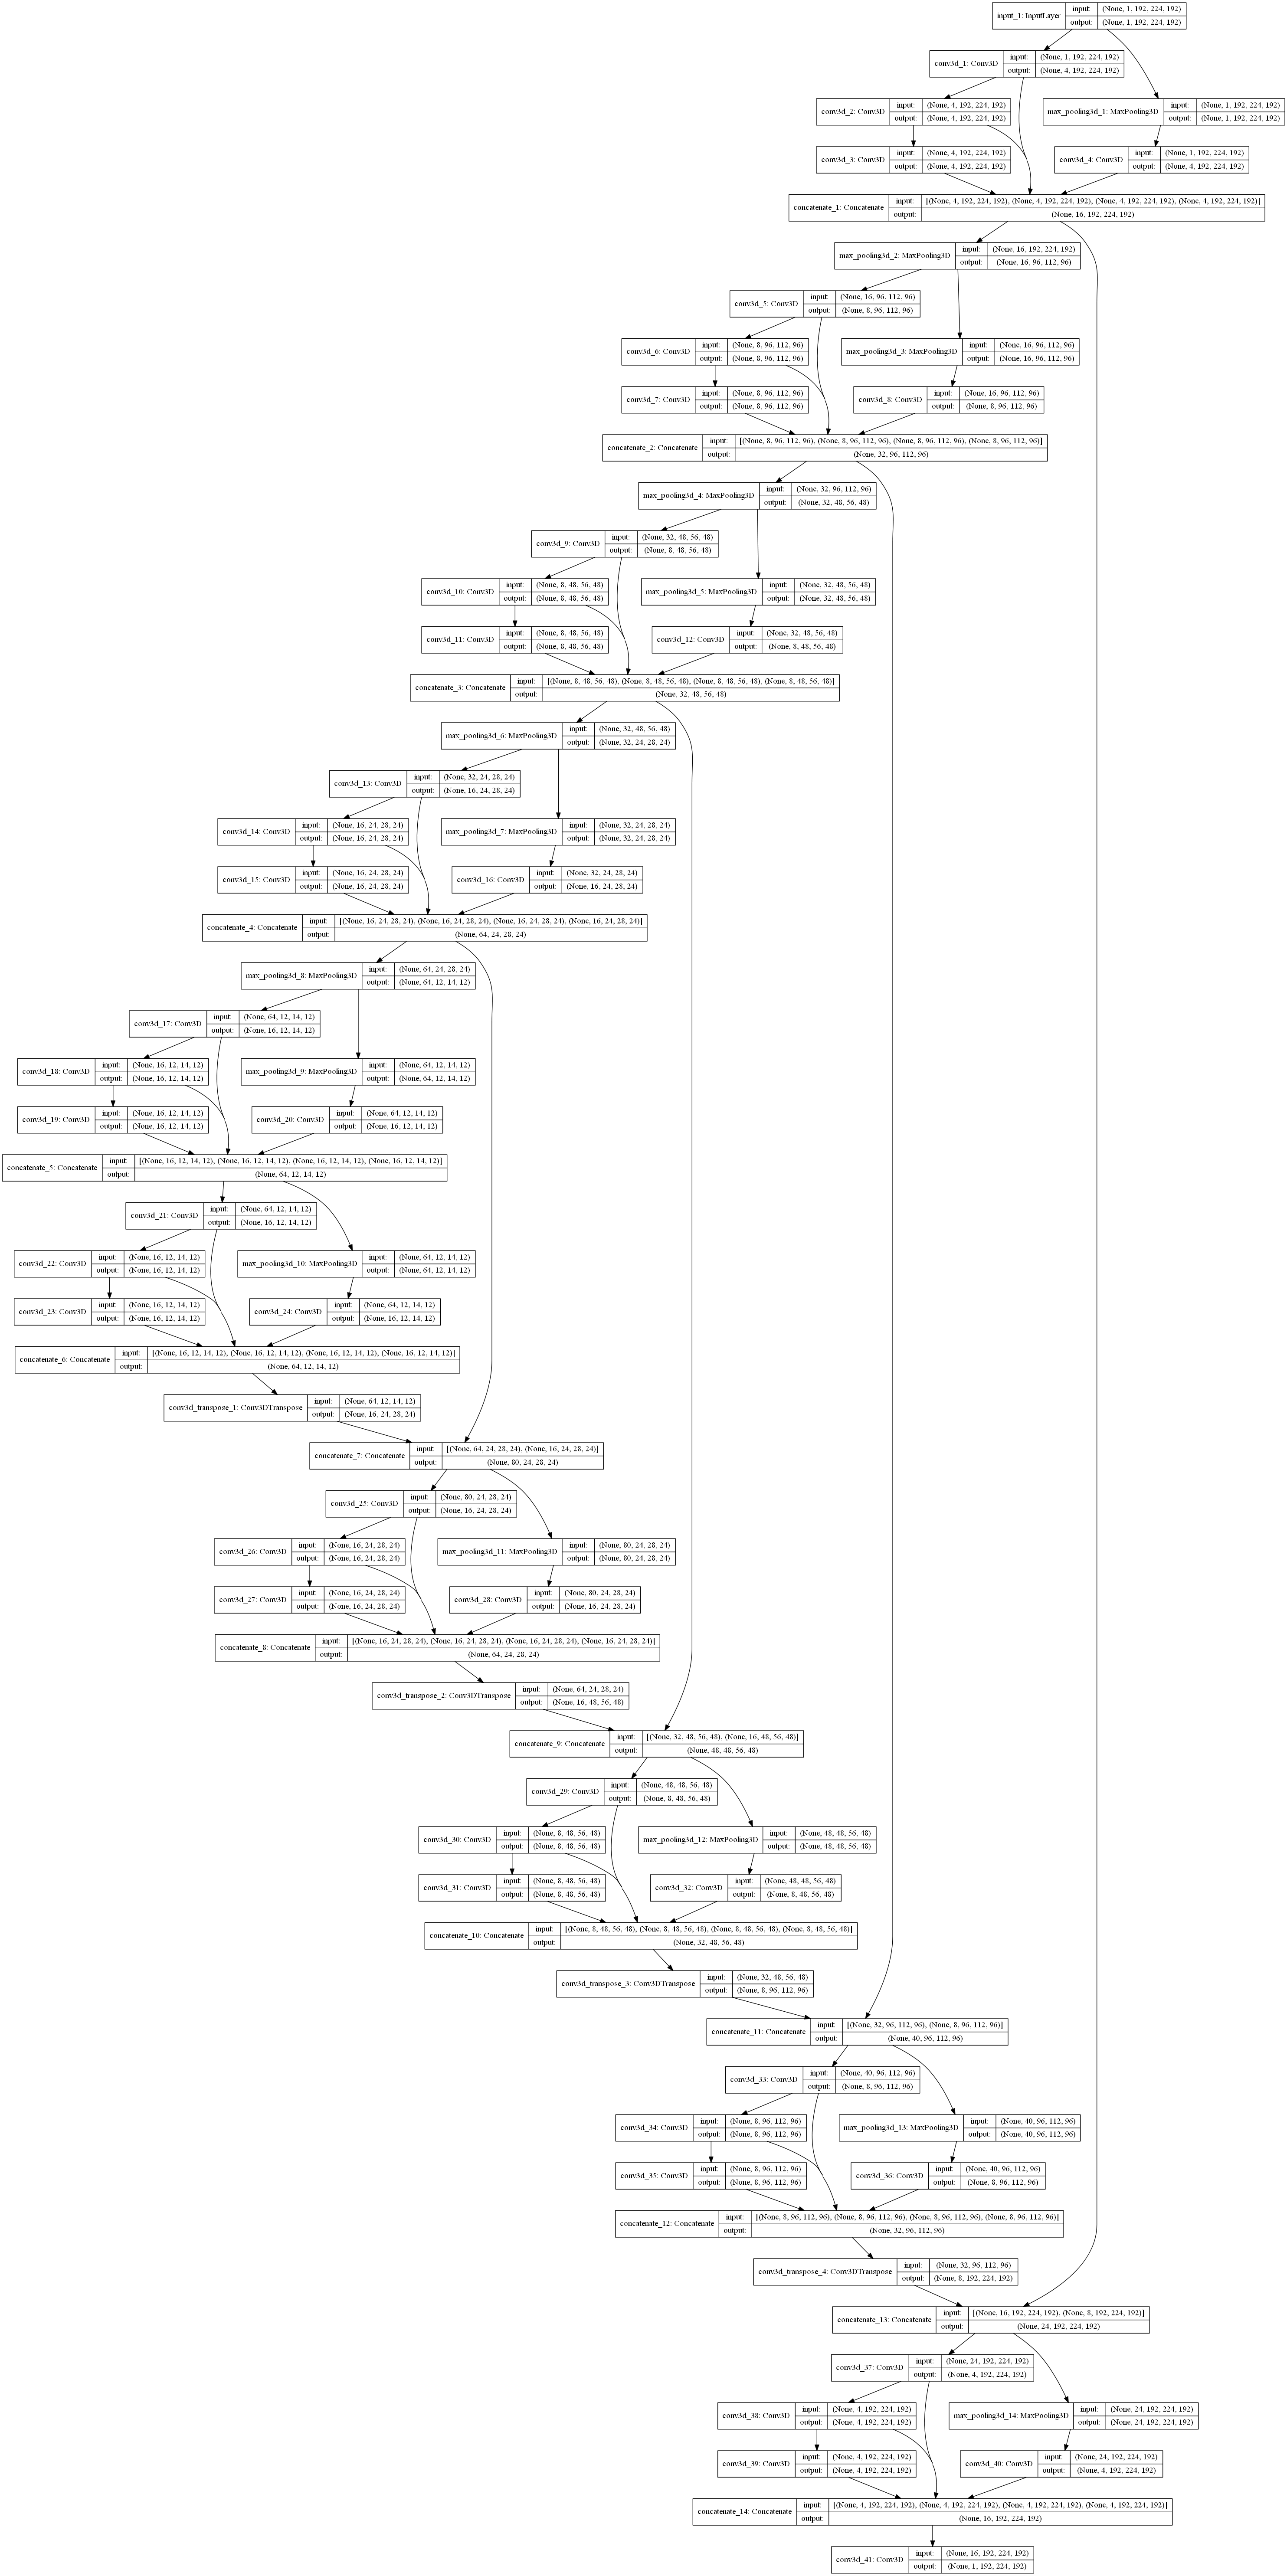 input_1: InputLayer input: (None, 1, 192, 224, 192)
output: (None, 1, 192, 224, 192)
conv3d_1: Conv3D input: (None, 1, 192, 224, 192)
output: (None, 4, 192, 224, 192)
conv3d_2: Conv3D input: (None, 4, 192, 224, 192)
output: (None, 4, 192, 224, 192)
max_pooling3d_1: MaxPooling3D input: (None, 1, 192, 224, 192)
output: (None, 1, 192, 224, 192)
conv3d_3: Conv3D input: (None, 4, 192, 224, 192)
output: (None, 4, 192, 224, 192)
conv3d_4: Conv3D input: (None, 1, 192, 224, 192)
output: (None, 4, 192, 224, 192)
concatenate_1: Concatenate input: [(None, 4, 192, 224, 192), (None, 4, 192, 224, 192), (None, 4, 192, 224, 192), (None, 4, 192, 224, 192)]
output: (None, 16, 192, 224, 192)
max_pooling3d_2: MaxPooling3D input: (None, 16, 192, 224, 192)
output: (None, 16, 96, 112, 96)
conv3d_5: Conv3D input: (None, 16, 96, 112, 96)
output: (None, 8, 96, 112, 96)
conv3d_6: Conv3D input: (None, 8, 96, 112, 96)
output: (None, 8, 96, 112, 96)
max_pooling3d_3: MaxPooling3D input: (None, 16, 96, 112, 96)
output: (None, 16, 96, 112, 96)
conv3d_7: Conv3D input: (None, 8, 96, 112, 96)
output: (None, 8, 96, 112, 96)
conv3d_8: Conv3D input: (None, 16, 96, 112, 96)
output: (None, 8, 96, 112, 96)
concatenate_2: Concatenate input: [(None, 8, 96, 112, 96), (None, 8, 96, 112, 96), (None, 8, 96, 112, 96), (None, 8, 96, 112, 96)]
output: (None, 32, 96, 112, 96)
max_pooling3d_4: MaxPooling3D input: (None, 32, 96, 112, 96)
output: (None, 32, 48, 56, 48)
conv3d_9: Conv3D input: (None, 32, 48, 56, 48)
output: (None, 8, 48, 56, 48)
conv3d_10: Conv3D input: (None, 8, 48, 56, 48)
output: (None, 8, 48, 56, 48)
max_pooling3d_5: MaxPooling3D input: (None, 32, 48, 56, 48)
output: (None, 32, 48, 56, 48)
conv3d_11: Conv3D input: (None, 8, 48, 56, 48)
output: (None, 8, 48, 56, 48)
conv3d_12: Conv3D input: (None, 32, 48, 56, 48)
output: (None, 8, 48, 56, 48)
concatenate_3: Concatenate input: [(None, 8, 48, 56, 48), (None, 8, 48, 56, 48), (None, 8, 48, 56, 48), (None, 8, 48, 56, 48)]
output: (None, 32, 48, 56, 48)
max_pooling3d_6: MaxPooling3D input: (None, 32, 48, 56, 48)
output: (None, 32, 24, 28, 24)
conv3d_13: Conv3D input: (None, 32, 24, 28, 24)
output: (None, 16, 24, 28, 24)
conv3d_14: Conv3D input: (None, 16, 24, 28, 24)
output: (None, 16, 24, 28, 24)
max_pooling3d_7: MaxPooling3D input: (None, 32, 24, 28, 24)
output: (None, 32, 24, 28, 24)
conv3d_15: Conv3D input: (None, 16, 24, 28, 24)
output: (None, 16, 24, 28, 24)
conv3d_16: Conv3D input: (None, 32, 24, 28, 24)
output: (None, 16, 24, 28, 24)
concatenate_4: Concatenate input: [(None, 16, 24, 28, 24), (None, 16, 24, 28, 24), (None, 16, 24, 28, 24), (None, 16, 24, 28, 24)]
output: (None, 64, 24, 28, 24)
max_pooling3d_8: MaxPooling3D input: (None, 64, 24, 28, 24)
output: (None, 64, 12, 14, 12)
conv3d_17: Conv3D input: (None, 64, 12, 14, 12)
output: (None, 16, 12, 14, 12)
conv3d_18: Conv3D input: (None, 16, 12, 14, 12)
output: (None, 16, 12, 14, 12)
max_pooling3d_9: MaxPooling3D input: (None, 64, 12, 14, 12)
output: (None, 64, 12, 14, 12)
conv3d_19: Conv3D input: (None, 16, 12, 14, 12)
output: (None, 16, 12, 14, 12)
conv3d_20: Conv3D input: (None, 64, 12, 14, 12)
output: (None, 16, 12, 14, 12)
concatenate_5: Concatenate input: [(None, 16, 12, 14, 12), (None, 16, 12, 14, 12), (None, 16, 12, 14, 12), (None, 16, 12, 14, 12)]
output: (None, 64, 12, 14, 12)
conv3d_21: Conv3D input: (None, 64, 12, 14, 12)
output: (None, 16, 12, 14, 12)
conv3d_22: Conv3D input: (None, 16, 12, 14, 12)
output: (None, 16, 12, 14, 12)
max_pooling3d_10: MaxPooling3D input: (None, 64, 12, 14, 12)
output: (None, 64, 12, 14, 12)
conv3d_23: Conv3D input: (None, 16, 12, 14, 12)
output: (None, 16, 12, 14, 12)
conv3d_24: Conv3D input: (None, 64, 12, 14, 12)
output: (None, 16, 12, 14, 12)
concatenate_6: Concatenate input: [(None, 16, 12, 14, 12), (None, 16, 12, 14, 12), (None, 16, 12, 14, 12), (None, 16, 12, 14, 12)]
output: (None, 64, 12, 14, 12)
conv3d_transpose_1: Conv3DTranspose input: (None, 64, 12, 14, 12)
output: (None, 16, 24, 28, 24)
concatenate_7: Concatenate input: [(None, 64, 24, 28, 24), (None, 16, 24, 28, 24)]
output: (None, 80, 24, 28, 24)
conv3d_25: Conv3D input: (None, 80, 24, 28, 24)
output: (None, 16, 24, 28, 24)
conv3d_26: Conv3D input: (None, 16, 24, 28, 24)
output: (None, 16, 24, 28, 24)
max_pooling3d_11: MaxPooling3D input: (None, 80, 24, 28, 24)
output: (None, 80, 24, 28, 24)
conv3d_27: Conv3D input: (None, 16, 24, 28, 24)
output: (None, 16, 24, 28, 24)
conv3d_28: Conv3D input: (None, 80, 24, 28, 24)
output: (None, 16, 24, 28, 24)
concatenate_8: Concatenate input: [(None, 16, 24, 28, 24), (None, 16, 24, 28, 24), (None, 16, 24, 28, 24), (None, 16, 24, 28, 24)]
output: (None, 64, 24, 28, 24)
conv3d_transpose_2: Conv3DTranspose input: (None, 64, 24, 28, 24)
output: (None, 16, 48, 56, 48)
concatenate_9: Concatenate input: [(None, 32, 48, 56, 48), (None, 16, 48, 56, 48)]
output: (None, 48, 48, 56, 48)
conv3d_29: Conv3D input: (None, 48, 48, 56, 48)
output: (None, 8, 48, 56, 48)
conv3d_30: Conv3D input: (None, 8, 48, 56, 48)
output: (None, 8, 48, 56, 48)
max_pooling3d_12: MaxPooling3D input: (None, 48, 48, 56, 48)
output: (None, 48, 48, 56, 48)
conv3d_31: Conv3D input: (None, 8, 48, 56, 48)
output: (None, 8, 48, 56, 48)
conv3d_32: Conv3D input: (None, 48, 48, 56, 48)
output: (None, 8, 48, 56, 48)
concatenate_10: Concatenate input: [(None, 8, 48, 56, 48), (None, 8, 48, 56, 48), (None, 8, 48, 56, 48), (None, 8, 48, 56, 48)]
output: (None, 32, 48, 56, 48)
conv3d_transpose_3: Conv3DTranspose input: (None, 32, 48, 56, 48)
output: (None, 8, 96, 112, 96)
concatenate_11: Concatenate input: [(None, 32, 96, 112, 96), (None, 8, 96, 112, 96)]
output: (None, 40, 96, 112, 96)
conv3d_33: Conv3D input: (None, 40, 96, 112, 96)
output: (None, 8, 96, 112, 96)
conv3d_34: Conv3D input: (None, 8, 96, 112, 96)
output: (None, 8, 96, 112, 96)
max_pooling3d_13: MaxPooling3D input: (None, 40, 96, 112, 96)
output: (None, 40, 96, 112, 96)
conv3d_35: Conv3D input: (None, 8, 96, 112, 96)
output: (None, 8, 96, 112, 96)
conv3d_36: Conv3D input: (None, 40, 96, 112, 96)
output: (None, 8, 96, 112, 96)
concatenate_12: Concatenate input: [(None, 8, 96, 112, 96), (None, 8, 96, 112, 96), (None, 8, 96, 112, 96), (None, 8, 96, 112, 96)]
output: (None, 32, 96, 112, 96)
conv3d_transpose_4: Conv3DTranspose input: (None, 32, 96, 112, 96)
output: (None, 8, 192, 224, 192)
concatenate_13: Concatenate input: [(None, 16, 192, 224, 192), (None, 8, 192, 224, 192)]
output: (None, 24, 192, 224, 192)
conv3d_37: Conv3D input: (None, 24, 192, 224, 192)
output: (None, 4, 192, 224, 192)
conv3d_38: Conv3D input: (None, 4, 192, 224, 192)
output: (None, 4, 192, 224, 192)
max_pooling3d_14: MaxPooling3D input: (None, 24, 192, 224, 192)
output: (None, 24, 192, 224, 192)
conv3d_39: Conv3D input: (None, 4, 192, 224, 192)
output: (None, 4, 192, 224, 192)
conv3d_40: Conv3D input: (None, 24, 192, 224, 192)
output: (None, 4, 192, 224, 192)
concatenate_14: Concatenate input: [(None, 4, 192, 224, 192), (None, 4, 192, 224, 192), (None, 4, 192, 224, 192), (None, 4, 192, 224, 192)]
output: (None, 16, 192, 224, 192)
conv3d_41: Conv3D input: (None, 16, 192, 224, 192)
output: (None, 1, 192, 224, 192)